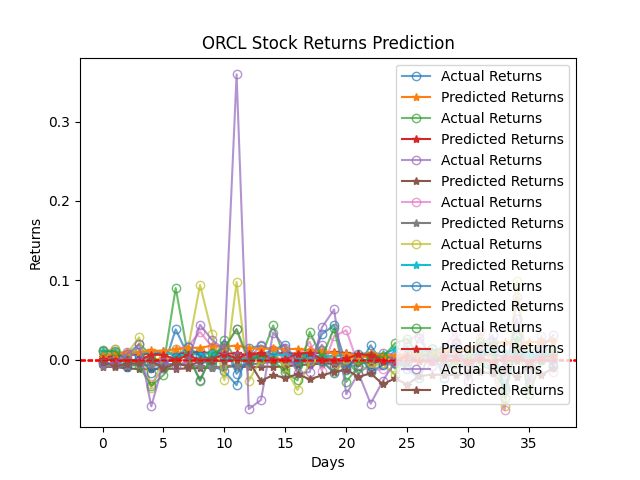 ORCL Stock Returns Prediction
Returns
0.3
0.2
0.1
0.0
Actual Returns
Predicted Returns
Actual Returns
Predicted Returns
Actual Returns
Predicted Returns
Actual Returns
Predicted Returns
Actual Returns
Predicted Returns
Actual Returns
Predicted Returns
Actual Returns
Predicted Returns
Actual Returns
Predicted Returns
0 5 10 15 20 25 30 35
Days